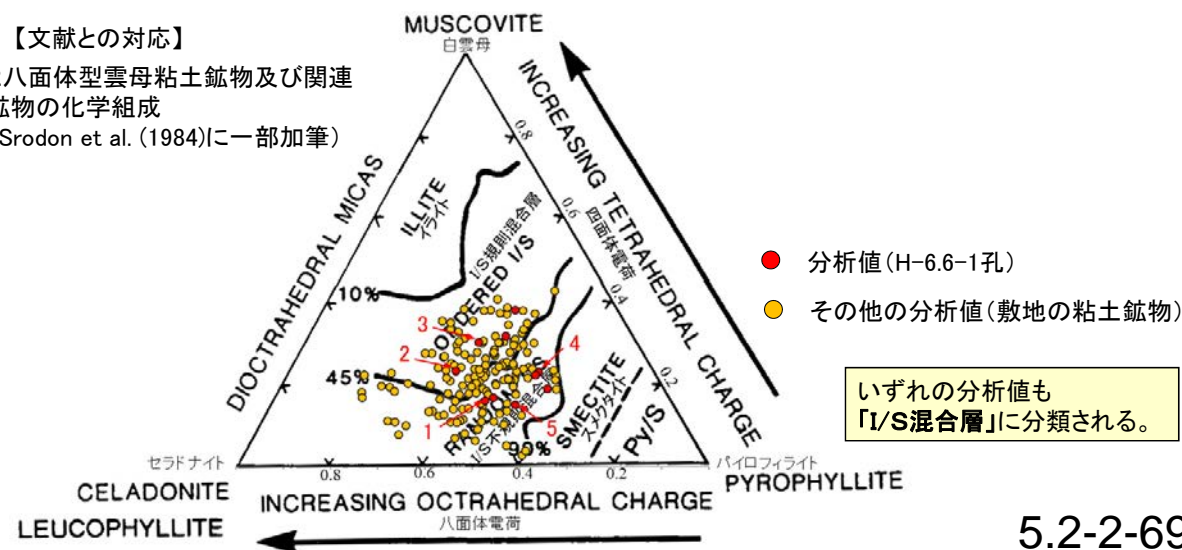 【文献との対応】
八面体型雲母粘土鉱物及び関連
鉱物の化学組成
Srodon et al. (1984)に一部加筆）
MUSCOVITE
白雲母
DIOCTRAHEDRAL MICAS
INCREASING TETRAHEDRAL CHARGE
四面体電荷
0.8
0.6
0.4
0.2
ILLITE
イライト
I/S規則混合層
ORDERED I/S
10%
45%
90%
I/S不規則混合層
SMECTITE
スメクタイト
Py/S
1
2
3
4
5
セラドナイト
CELADONITE
LEUCOPHYLLITE
0.8
0.6
0.4
0.2
パイロフィライト
PYROPHYLLITE
INCREASING OCTRAHEDRAL CHARGE
八面体電荷
分析値（H-6.6-1孔）
その他の分析値（敷地の粘土鉱物）
いずれの分析値も
「I/S混合層」に分類される。
5.2-2-69